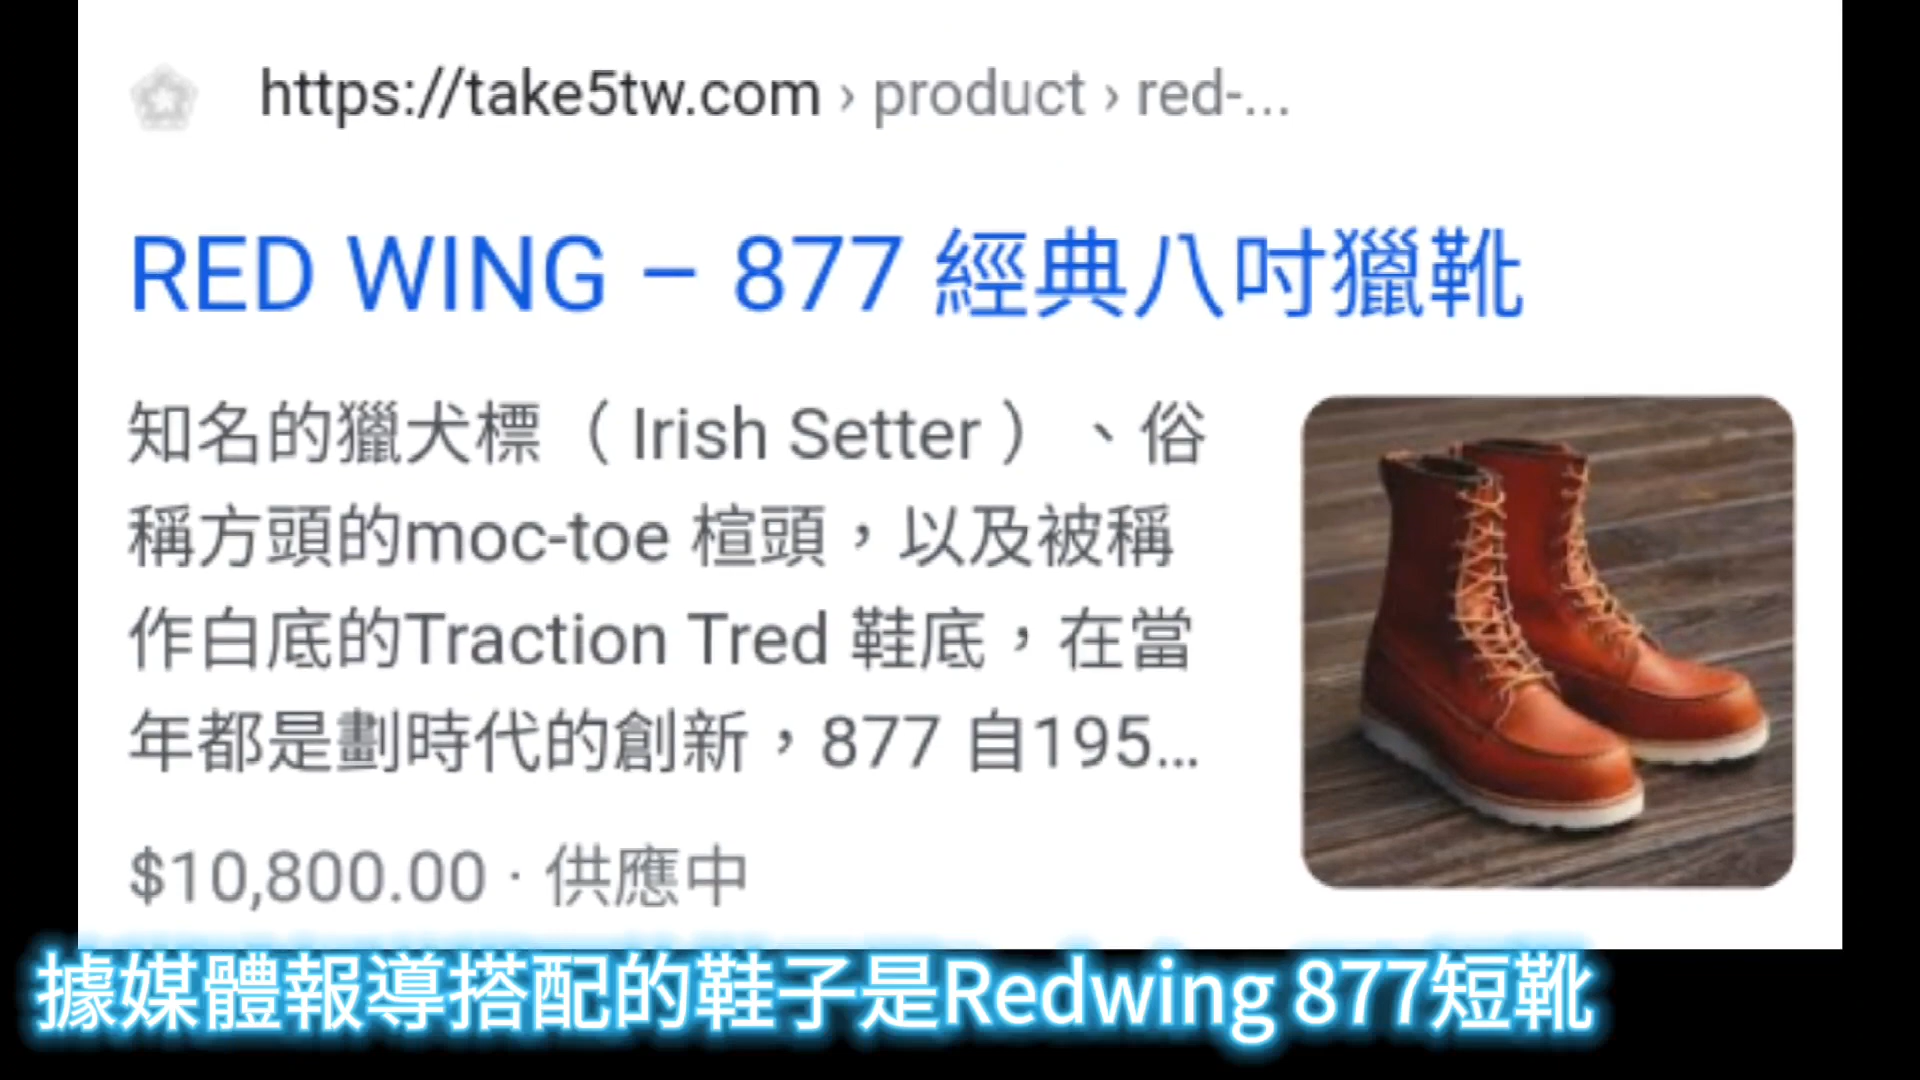 https://take5tw.com › product › red-...
RED WING – 877 經典八吋獵靴
知名的獵犬標（ Irish Setter ）、俗
稱方頭的moc-toe 楦頭，以及被稱
作白底的Traction Tred 鞋底，在當
年都是劃時代的創新，877 自195...
$10,800.00 · 供應中
據媒體報導搭配的鞋子是Redwing 877短靴